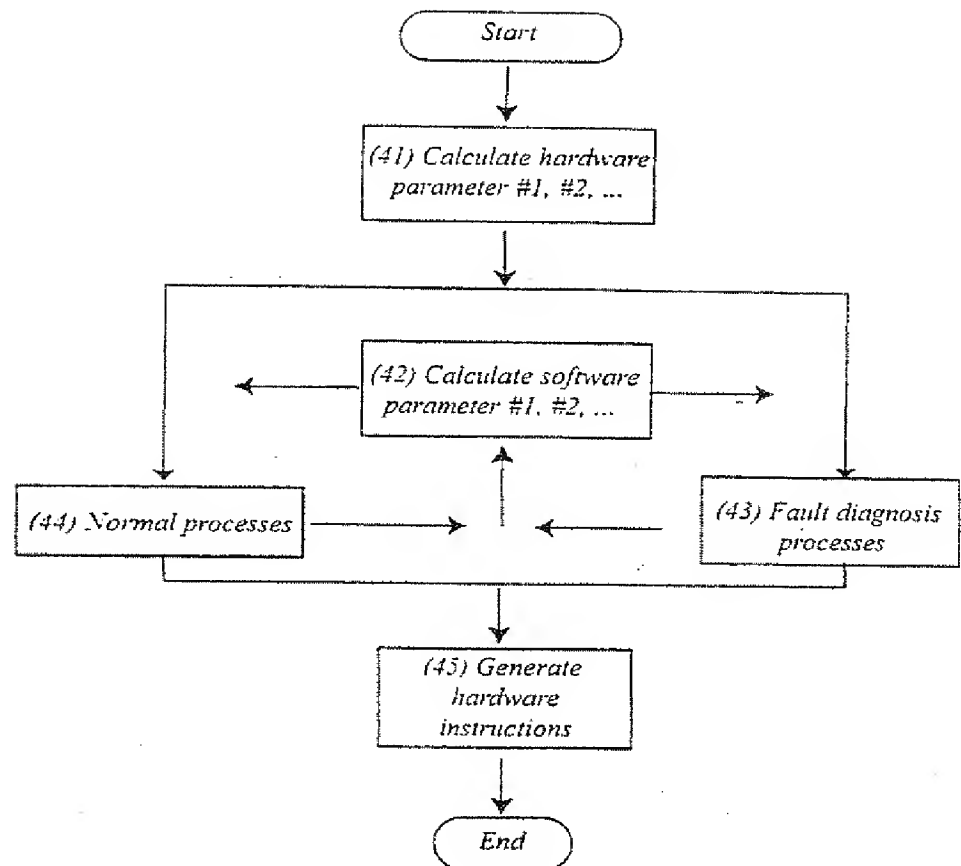 Start
(41) Calculate hardware
parameter #1, #2, ...
(42) Calculate software
parameter #1, #2, ...
(44) Normal processes
(43) Fault diagnosis
processes
(45) Generate
hardware
instructions
End